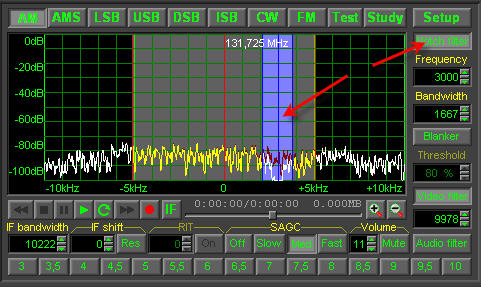 AM AMS LSB USB DSB ISB CW FM Test Study Setup
0dB
-20dB
-40dB
-60dB
-80dB
-100dB
131,725 MHz
-10kHz -5kHz 0 +5kHz +10kHz
Frequency
3000
Bandwidth
1667
Blanker
Threshold
80 %
9978
IF 0:00:00/0:00:00 0.000MB
IF bandwidth IF shift RIT SAGC Volume
10222 0 Res 0 On Off Slow Fast 11 Mute Audio filter
3 3,5 4 4,5 5 5,5 6 6,5 7 7,5 8 8,5 9 9,5 10